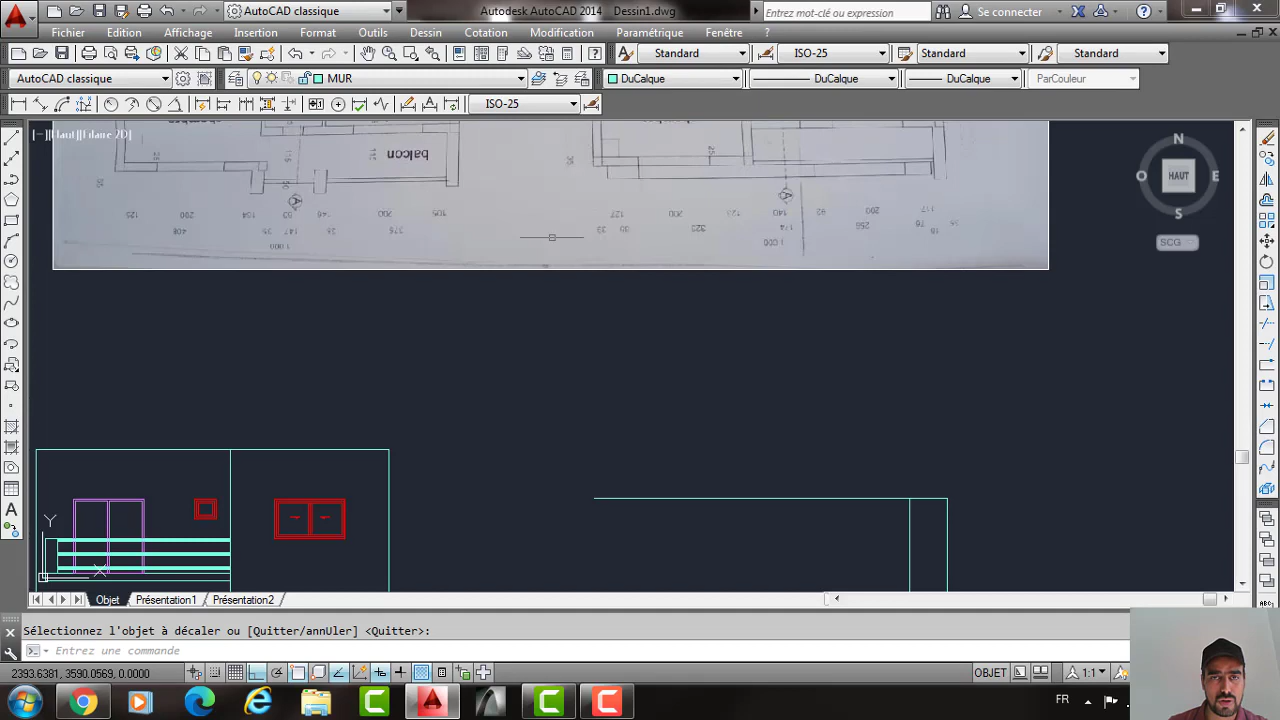 AutoCAD classique
Autodesk AutoCAD 2014 Dessin1.dwg
Entrez mot-clé ou expression
Se connecter
Fichier Edition Affichage Insertion Format Outils Dessin Cotation Modification Paramétrique Fenêtre ?
Standard ISO-25 Standard Standard
AutoCAD classique MUR DuCalque DuCalque DuCalque ParCouleur
ISO-25
[−][Haut][Filaire 2D]
balcon
N
O HAUT E
S
SCG
Y
X
Objet Présentation1 Présentation2
Sélectionnez l'objet à décaler ou [Quitter/annUler] <Quitter>:
Entrez une commande
2393.6381, 3590.0569, 0.0000
OBJET 1:1
FR